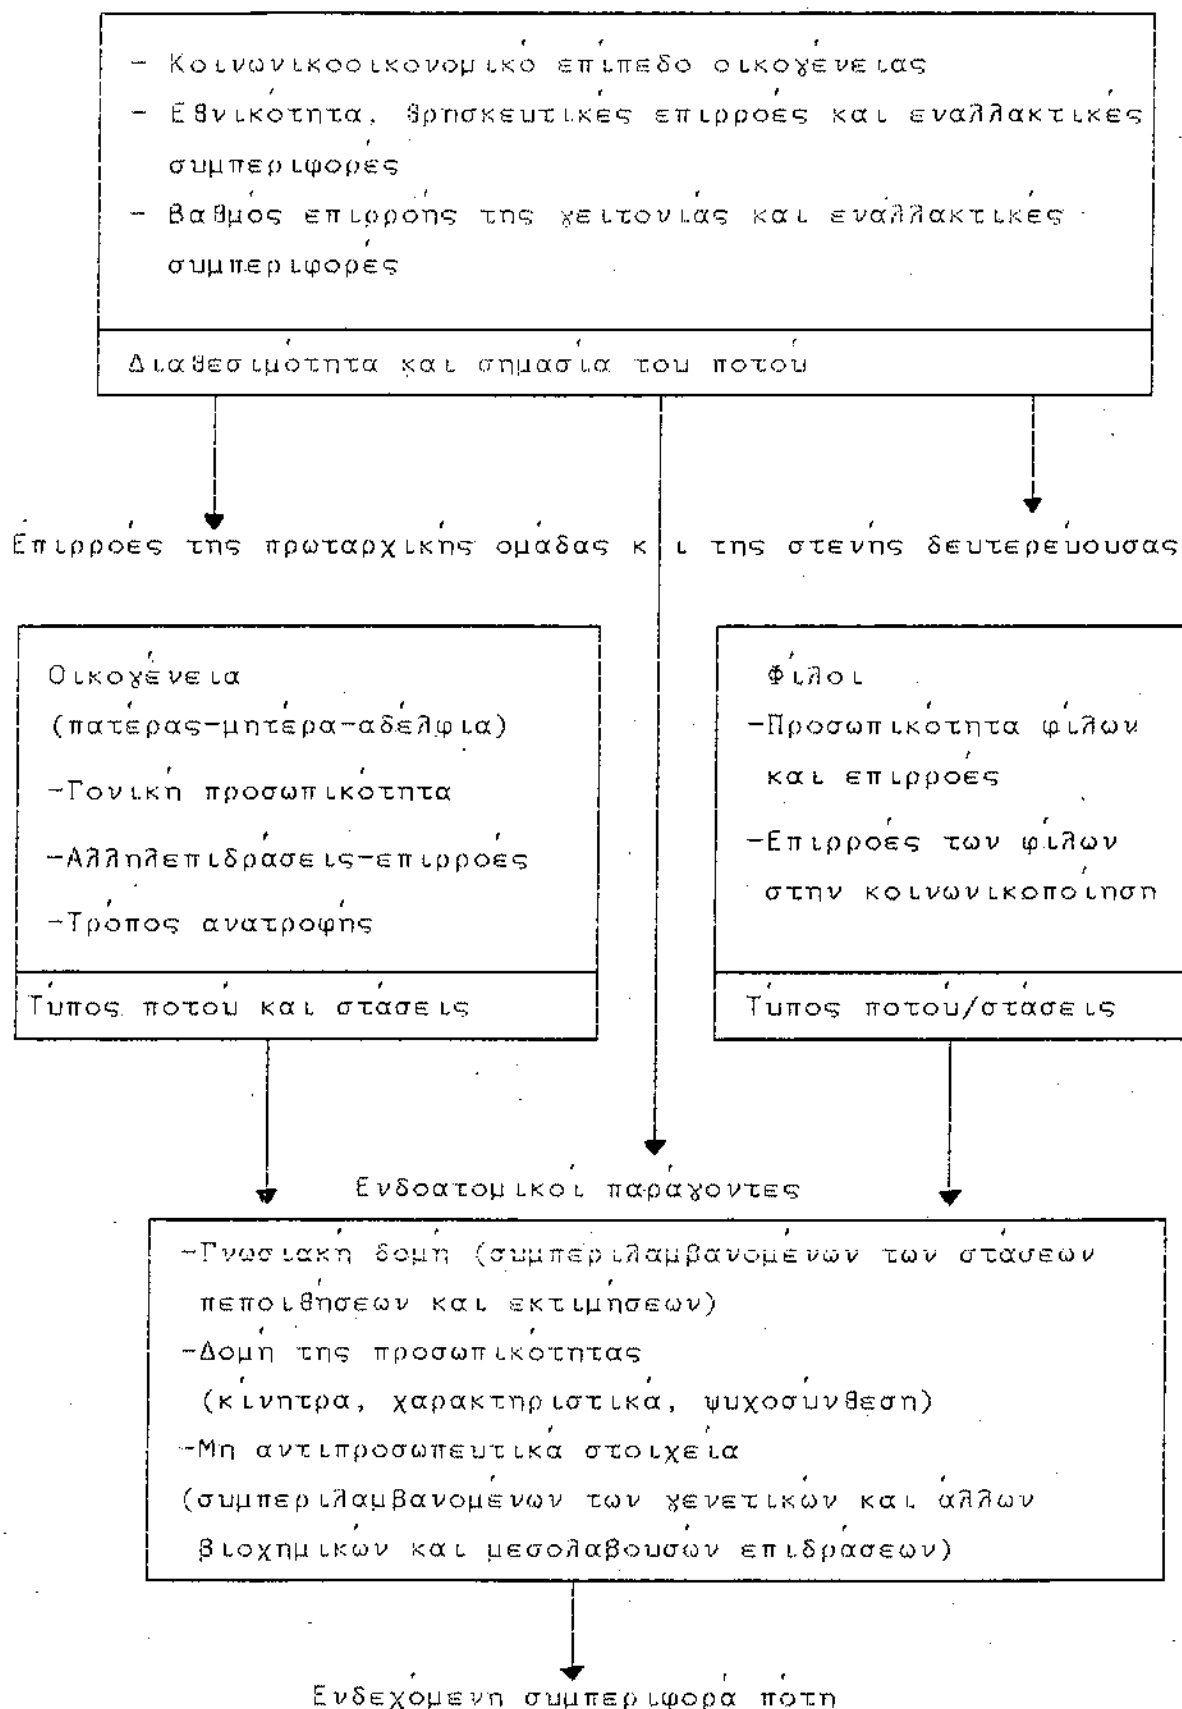 - Κοινωνικοοικονομικό επίπεδο οικογένειας
- Εθνικότητα, θρησκευτικές επιρροές και εναλλακτικές
συμπεριφορές
- Βαθμός επιρροής της γειτονιάς και εναλλακτικές
συμπεριφορές
Διαθεσιμότητα και σημασία του ποτού
Επιρροές της πρωταρχικής ομάδας κ ι της στενής δευτερεύουσας
Οικογένεια
(πατέρας-μητέρα-αδέλφια)
-Γονική προσωπικότητα
-Αλληλεπιδράσεις-επιρροές
-Τρόπος ανατροφής
Τύπος ποτού και στάσεις
Φίλοι
-Προσωπικότητα φίλων
και επιρροές
-Επιρροές των φίλων
στην κοινωνικοποίηση
Τύπος ποτού/στάσεις
Ενδοατομικοί παράγοντες
-Γνωσιακή δομή (συμπεριλαμβανομένων των στάσεων
πεποιθήσεων και εκτιμήσεων)
-Δομή της προσωπικότητας
(κίνητρα, χαρακτηριστικά, ψυχοσύνθεση)
-Μη αντιπροσωπευτικά στοιχεία
(συμπεριλαμβανομένων των γενετικών και άλλων
βιοχημικών και μεσολαβουσών επιδράσεων)
Ενδεχόμενη συμπεριφορά πότη